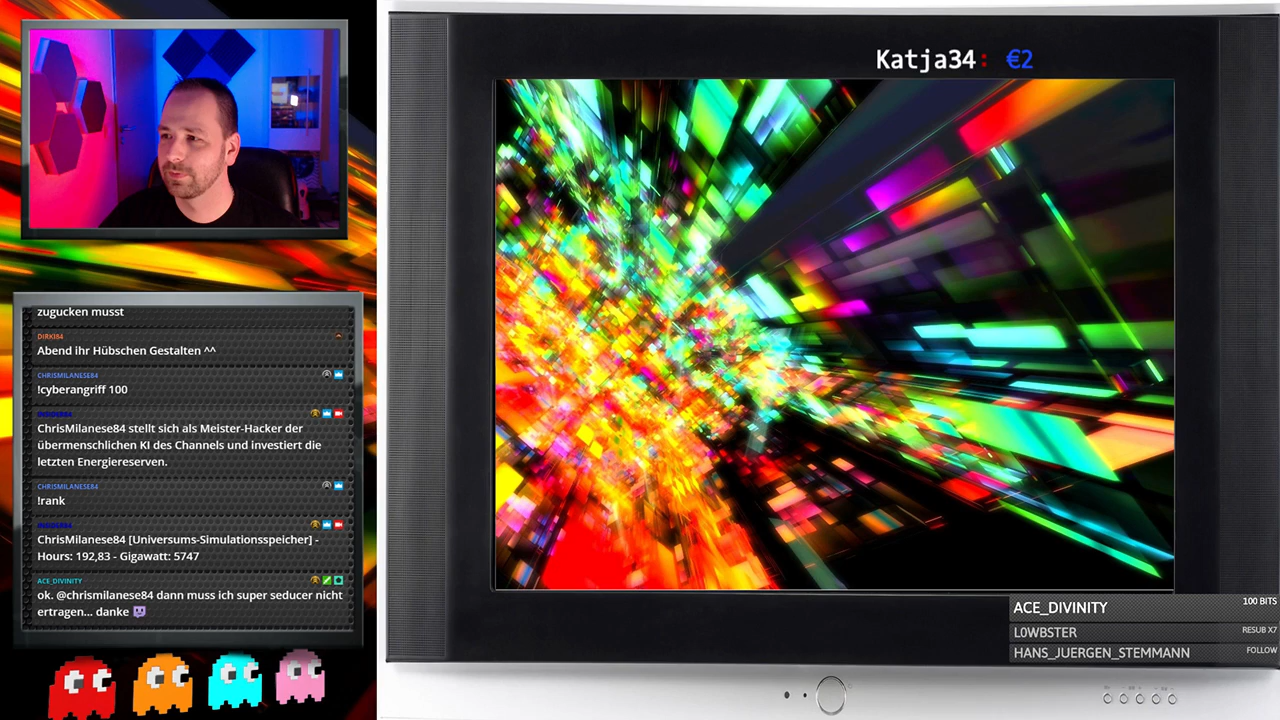 Katja34: €2
zugucken musst
DIRKI84
Abend ihr Hübschen Gestalten ^^
CHRISMILANESE84
!cyberangriff 100
INSIDER84
ChrisMilanese84 stellt sich als Meister-Hacker der
übermenschlichen KI des Channels und investiert die
letzten Energiereserven.
CHRISMILANESE84
!rank
INSIDER84
ChrisMilanese84 [Universums-Simulationsspeicher] -
Hours: 192,83 - Gigawatt: 5747
ACE_DIVINITY
ok. @chrismilanese84 dann muss ich super seducer nicht
ertragen... danke
ACE_DIVINITY 100 BITS
L0WBSTER RESUB X7
HANS_JUERGEN_STEMMANN FOLLOW